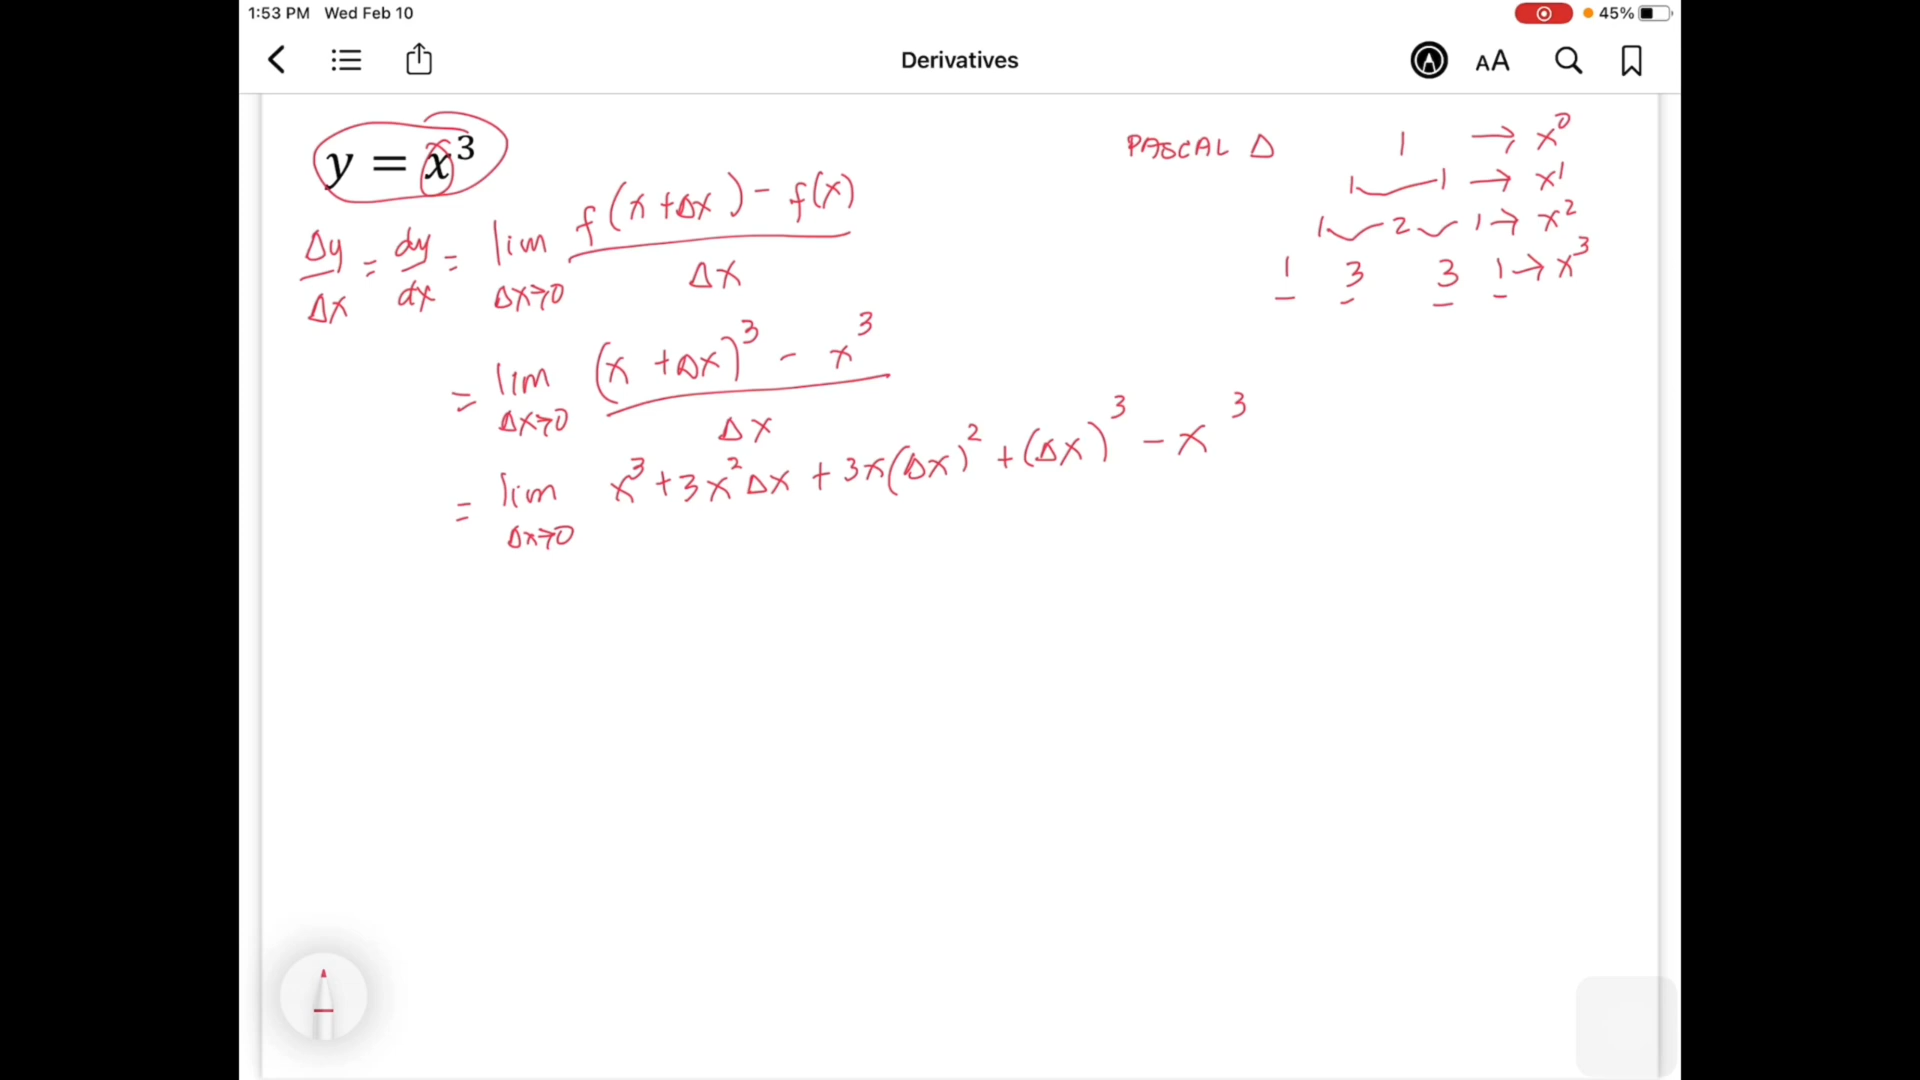 1:53 PM Wed Feb 10 45%
Derivatives AA
y = x³
PASCAL Δ
1 → x⁰
1 1 → x¹
1 2 1 → x²
1 3 3 1 → x³
Δy/Δx = dy/dx = lim Δx→0 (f(x+Δx) - f(x))/Δx
= lim Δx→0 ((x+Δx)³ - x³)/Δx
= lim Δx→0 x³ + 3x²Δx + 3x(Δx)² + (Δx)³ - x³